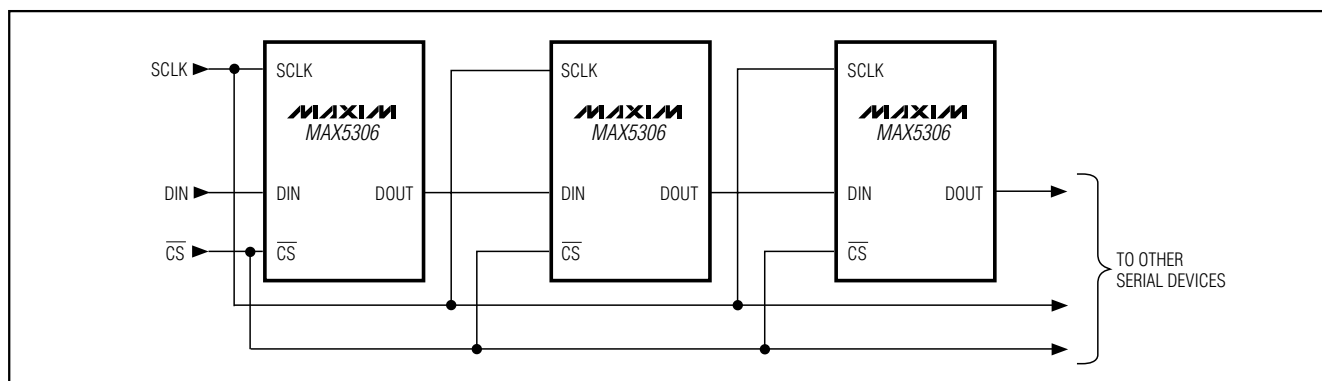 SCLK
SCLK
MAXIM
MAX5306
DIN
DIN
DOUT
CS
CS
SCLK
MAXIM
MAX5306
DIN
DOUT
CS
SCLK
MAXIM
MAX5306
DIN
DOUT
CS
TO OTHER
SERIAL DEVICES